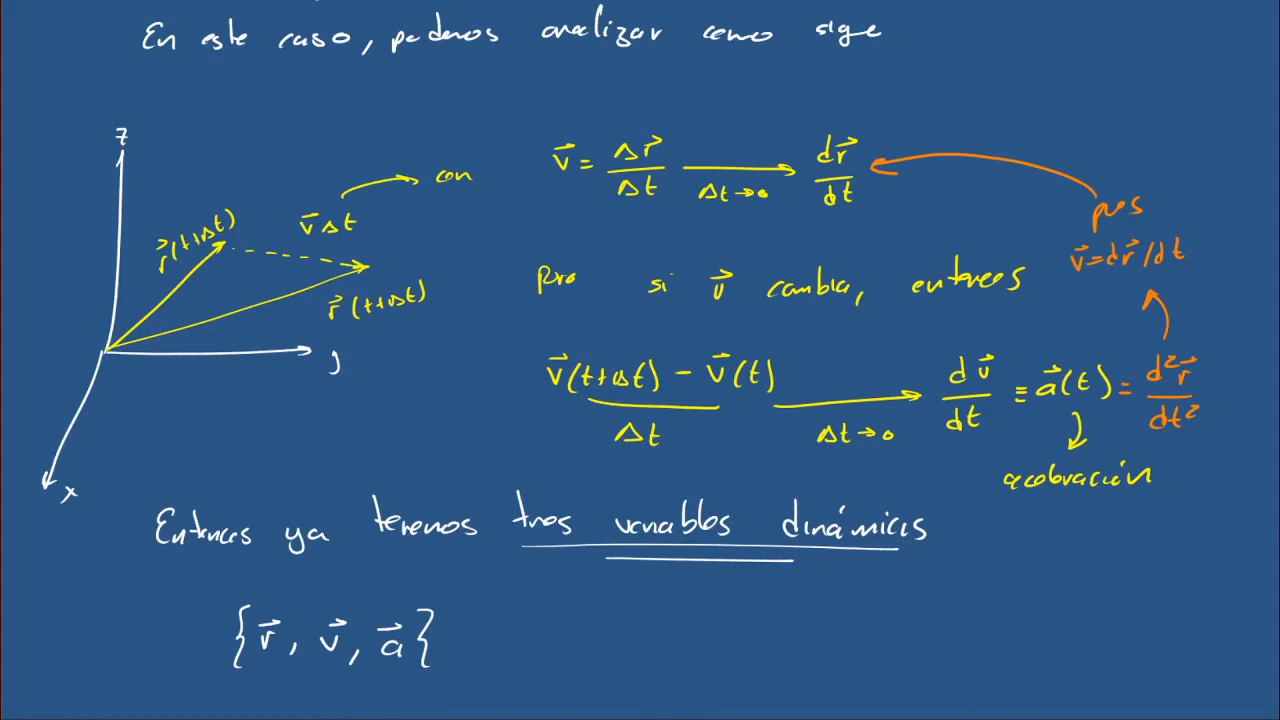 En este caso, podemos analizar como sigue
z
r⃗(t+Δt)
v⃗Δt
con
r⃗(t+Δt)
y
x
v⃗ = Δr⃗/Δt → Δt→0 dr⃗/dt
pues
v⃗=dr⃗/dt
pero si v⃗ cambia, entonces
(v⃗(t+Δt) − v⃗(t))/Δt → Δt→0 dv⃗/dt ≡ a⃗(t) = d²r⃗/dt²
aceleración
Entonces ya tenemos tres variables dinámicas
{r⃗, v⃗, a⃗}